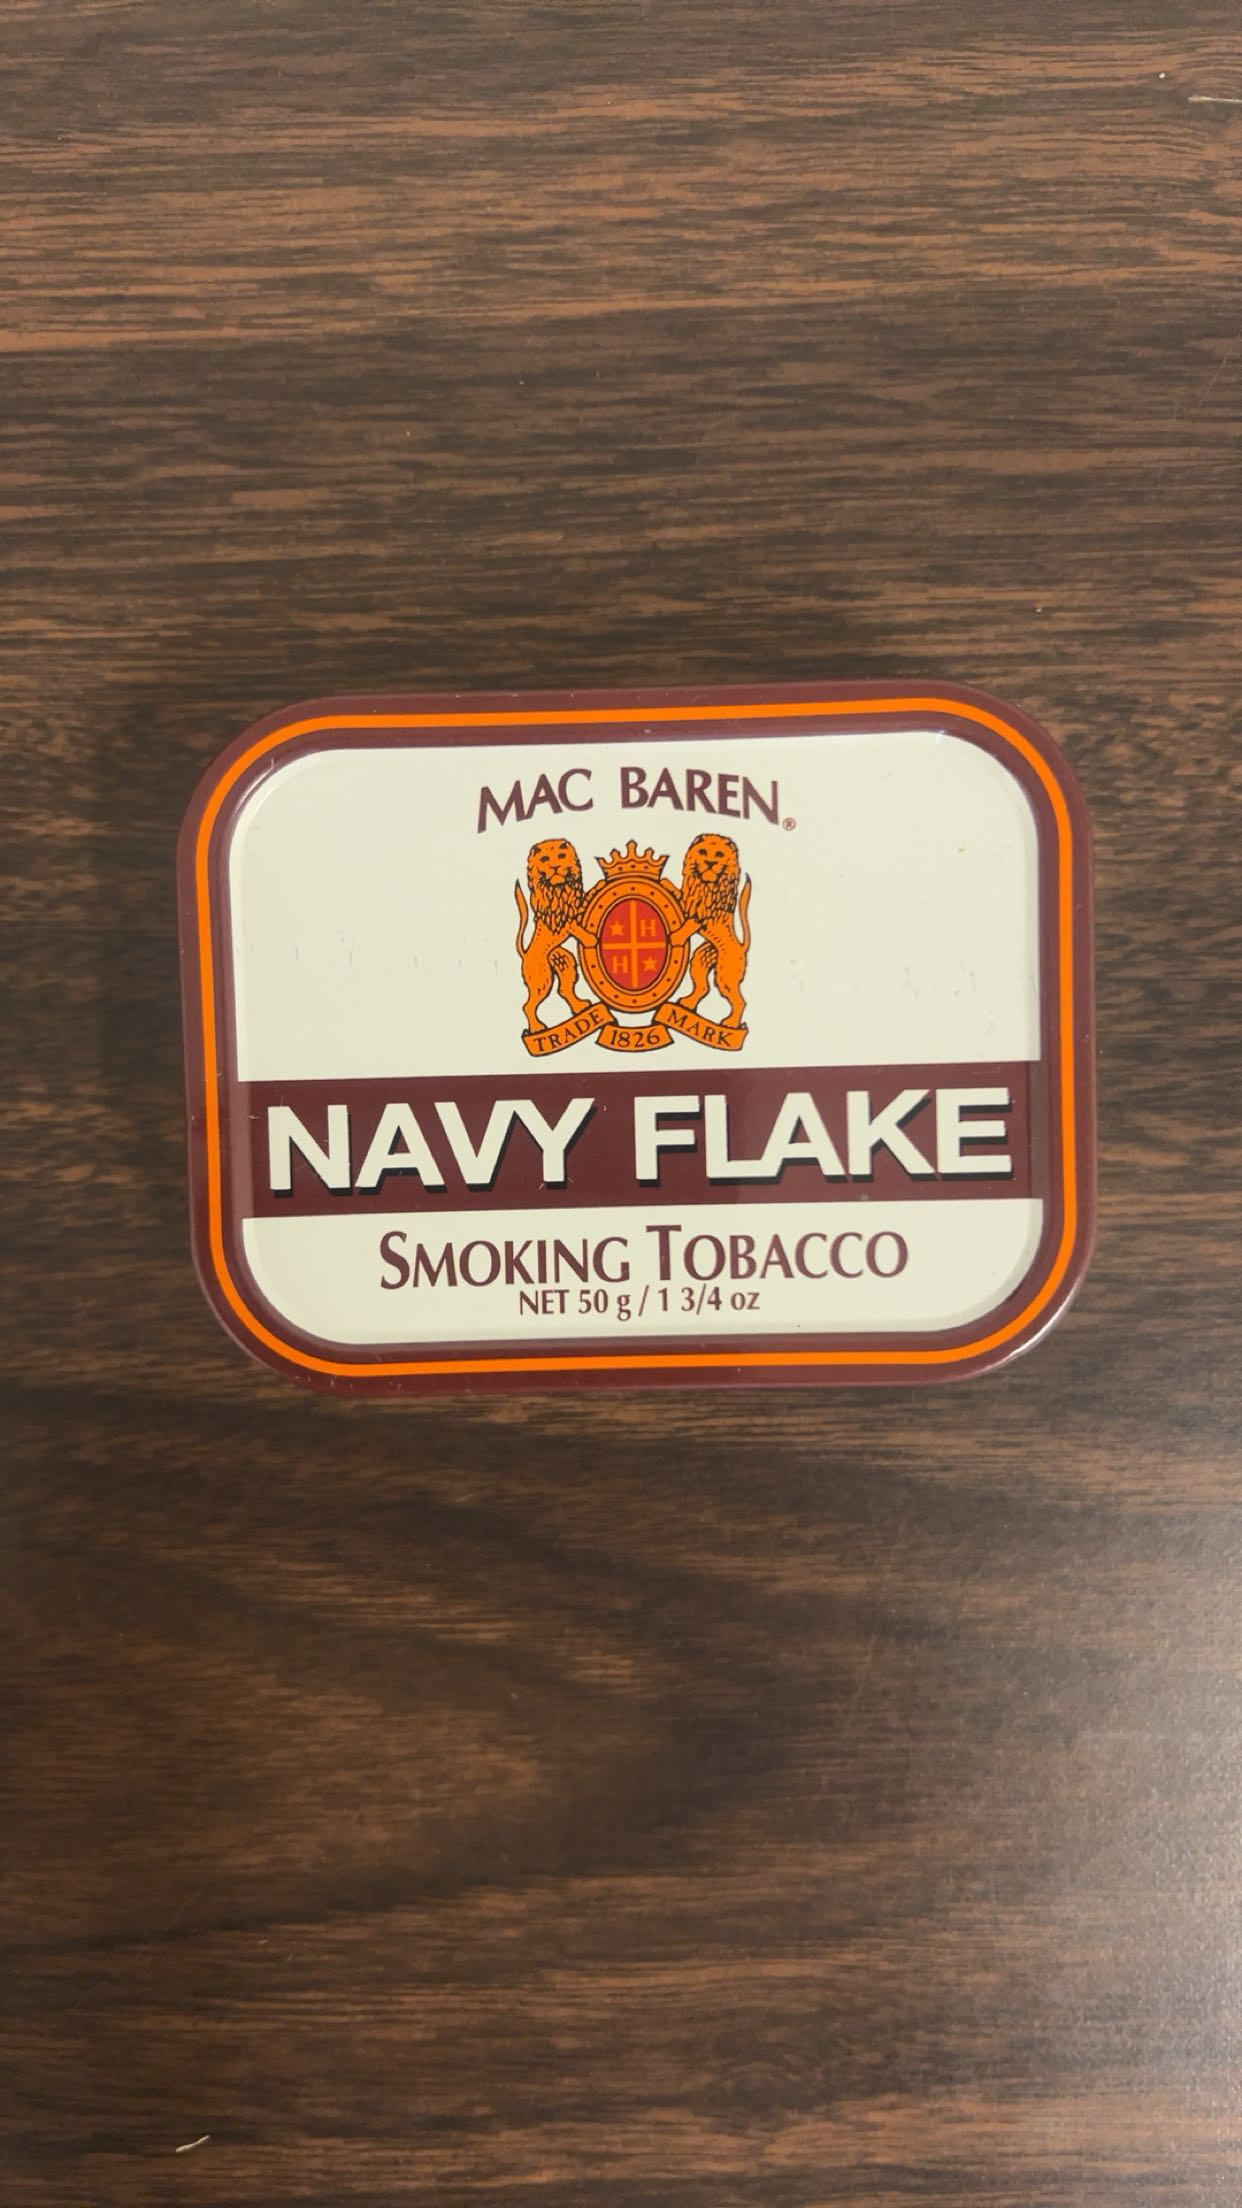 MAC BAREN®
★ H
H ★
TRADE 1826 MARK
NAVY FLAKE
SMOKING TOBACCO
NET 50 g / 1 3/4 oz